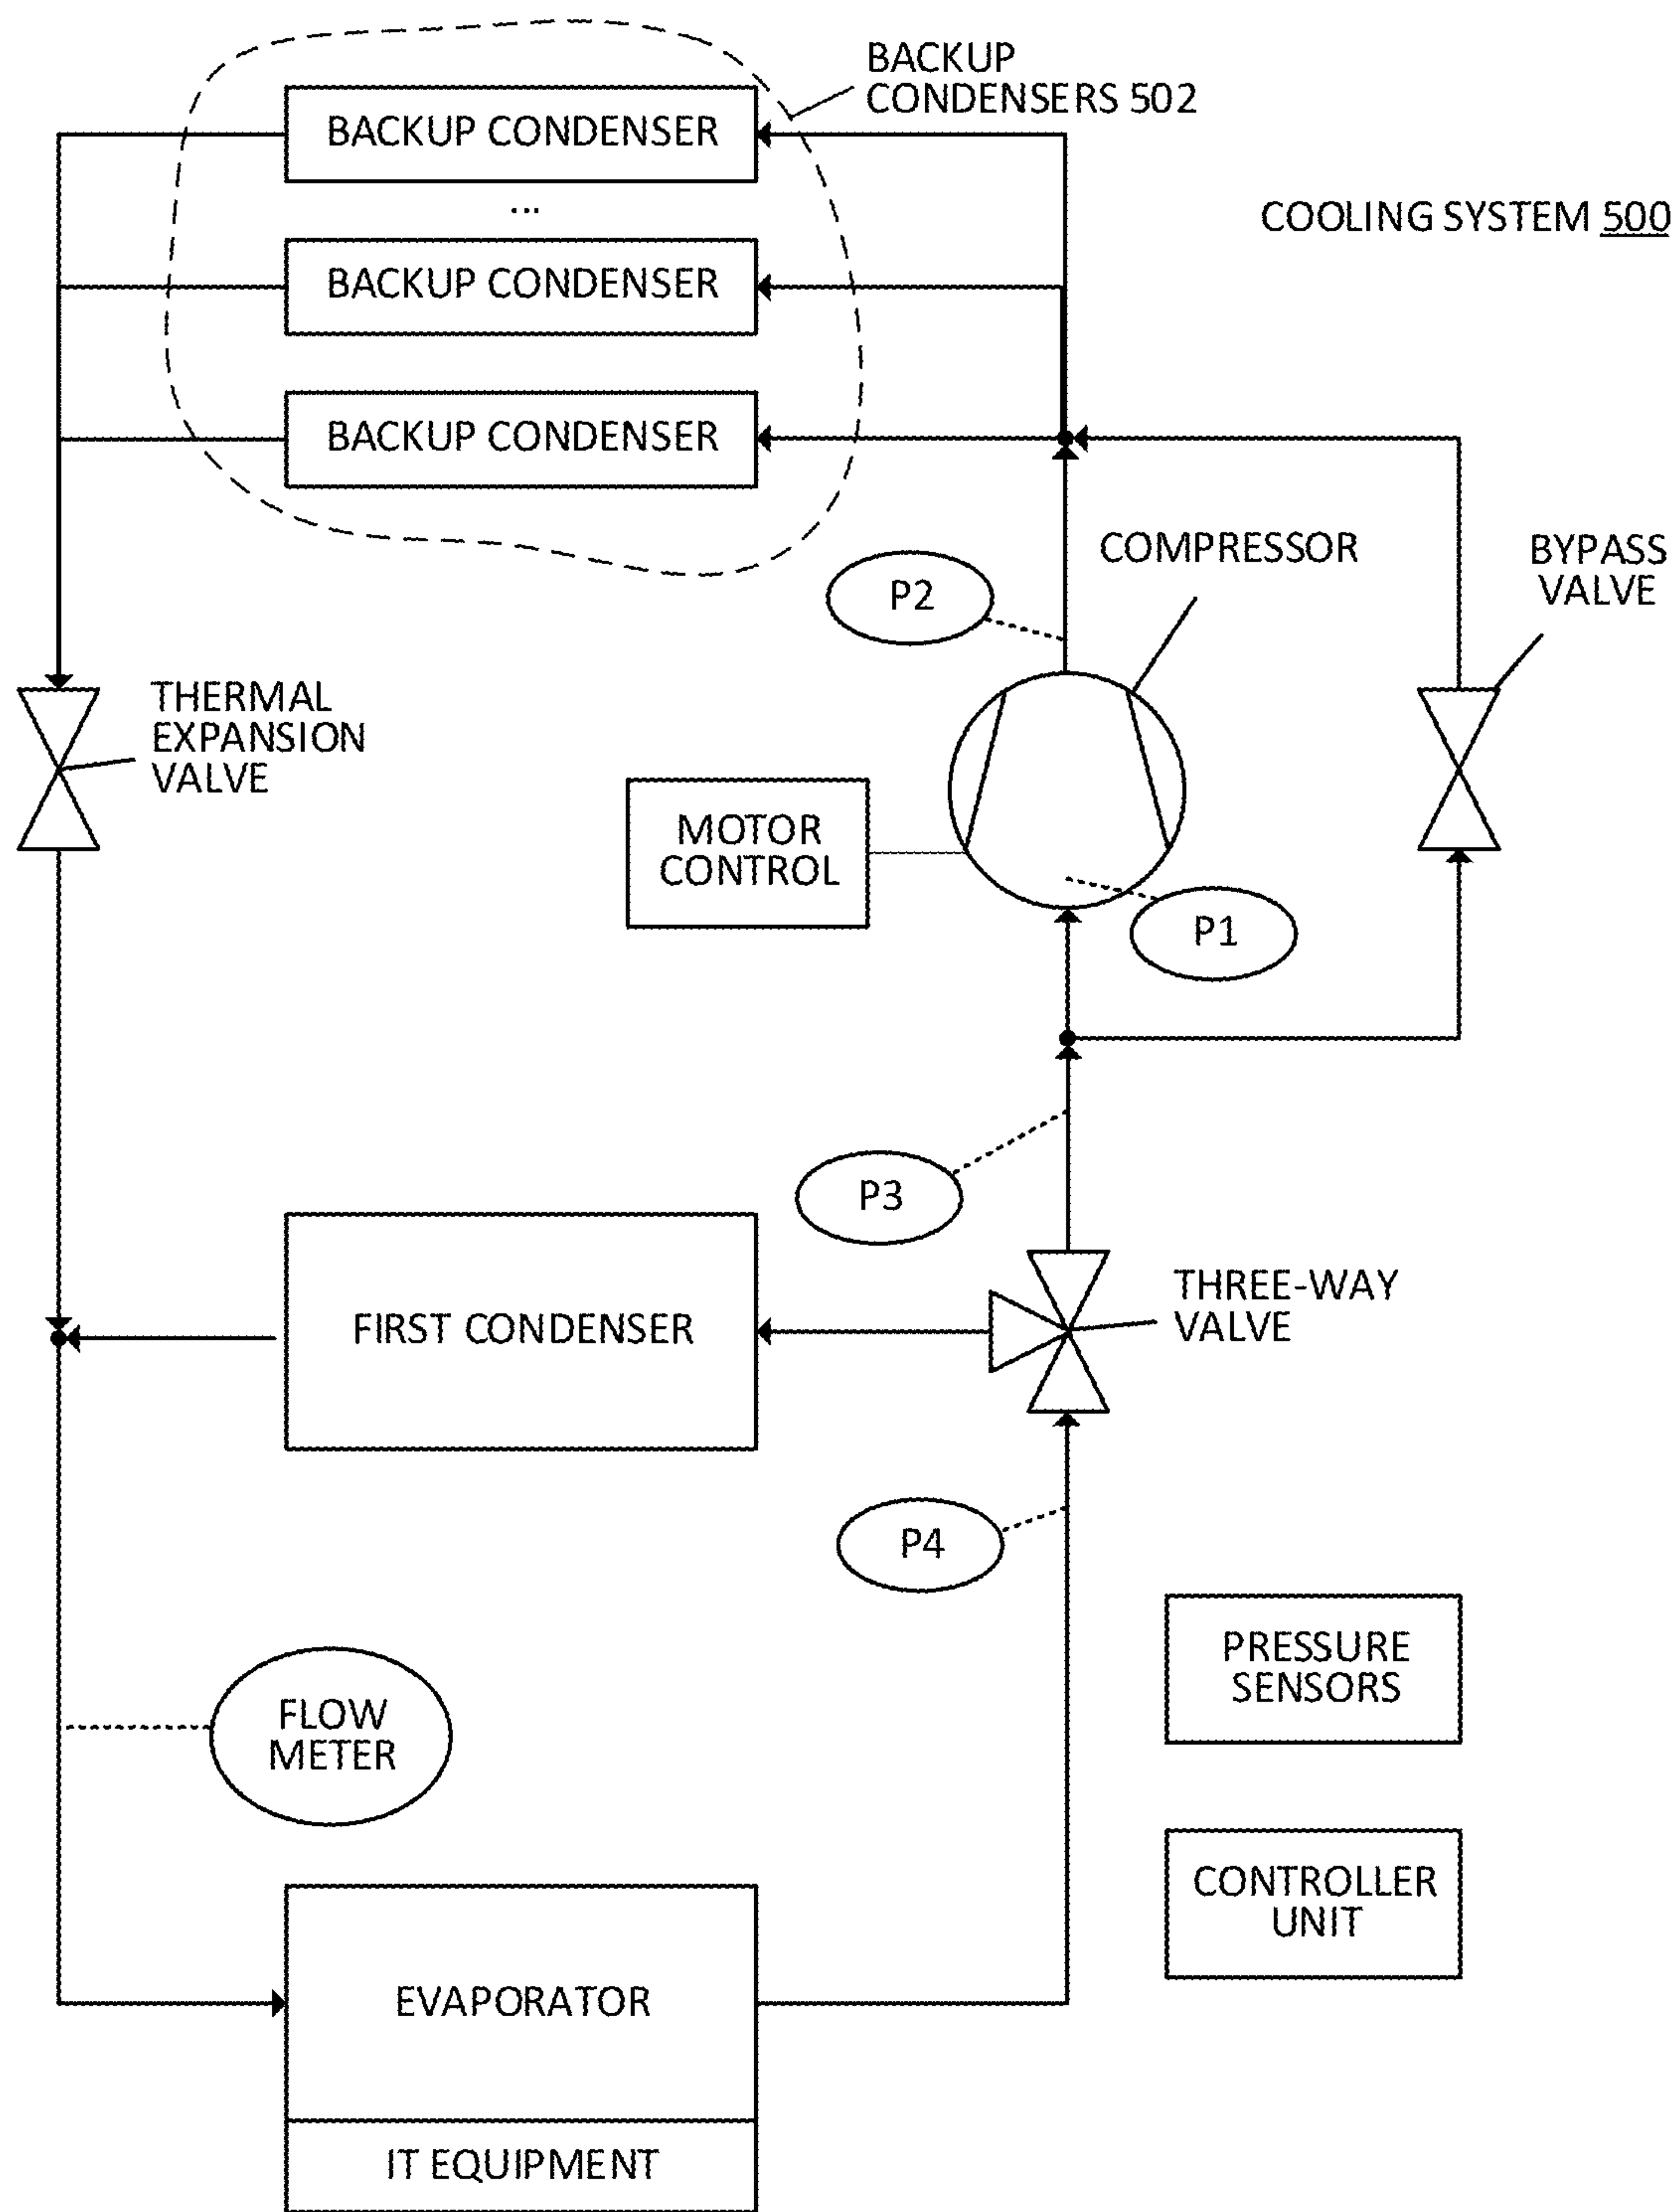 BACKUP
CONDENSERS 502
BACKUP CONDENSER
...
COOLING SYSTEM 500
BACKUP CONDENSER
BACKUP CONDENSER
COMPRESSOR
BYPASS
VALVE
P2
THERMAL
EXPANSION
VALVE
MOTOR
CONTROL
P1
P3
FIRST CONDENSER
THREE-WAY
VALVE
P4
PRESSURE
SENSORS
FLOW
METER
CONTROLLER
UNIT
EVAPORATOR
IT EQUIPMENT